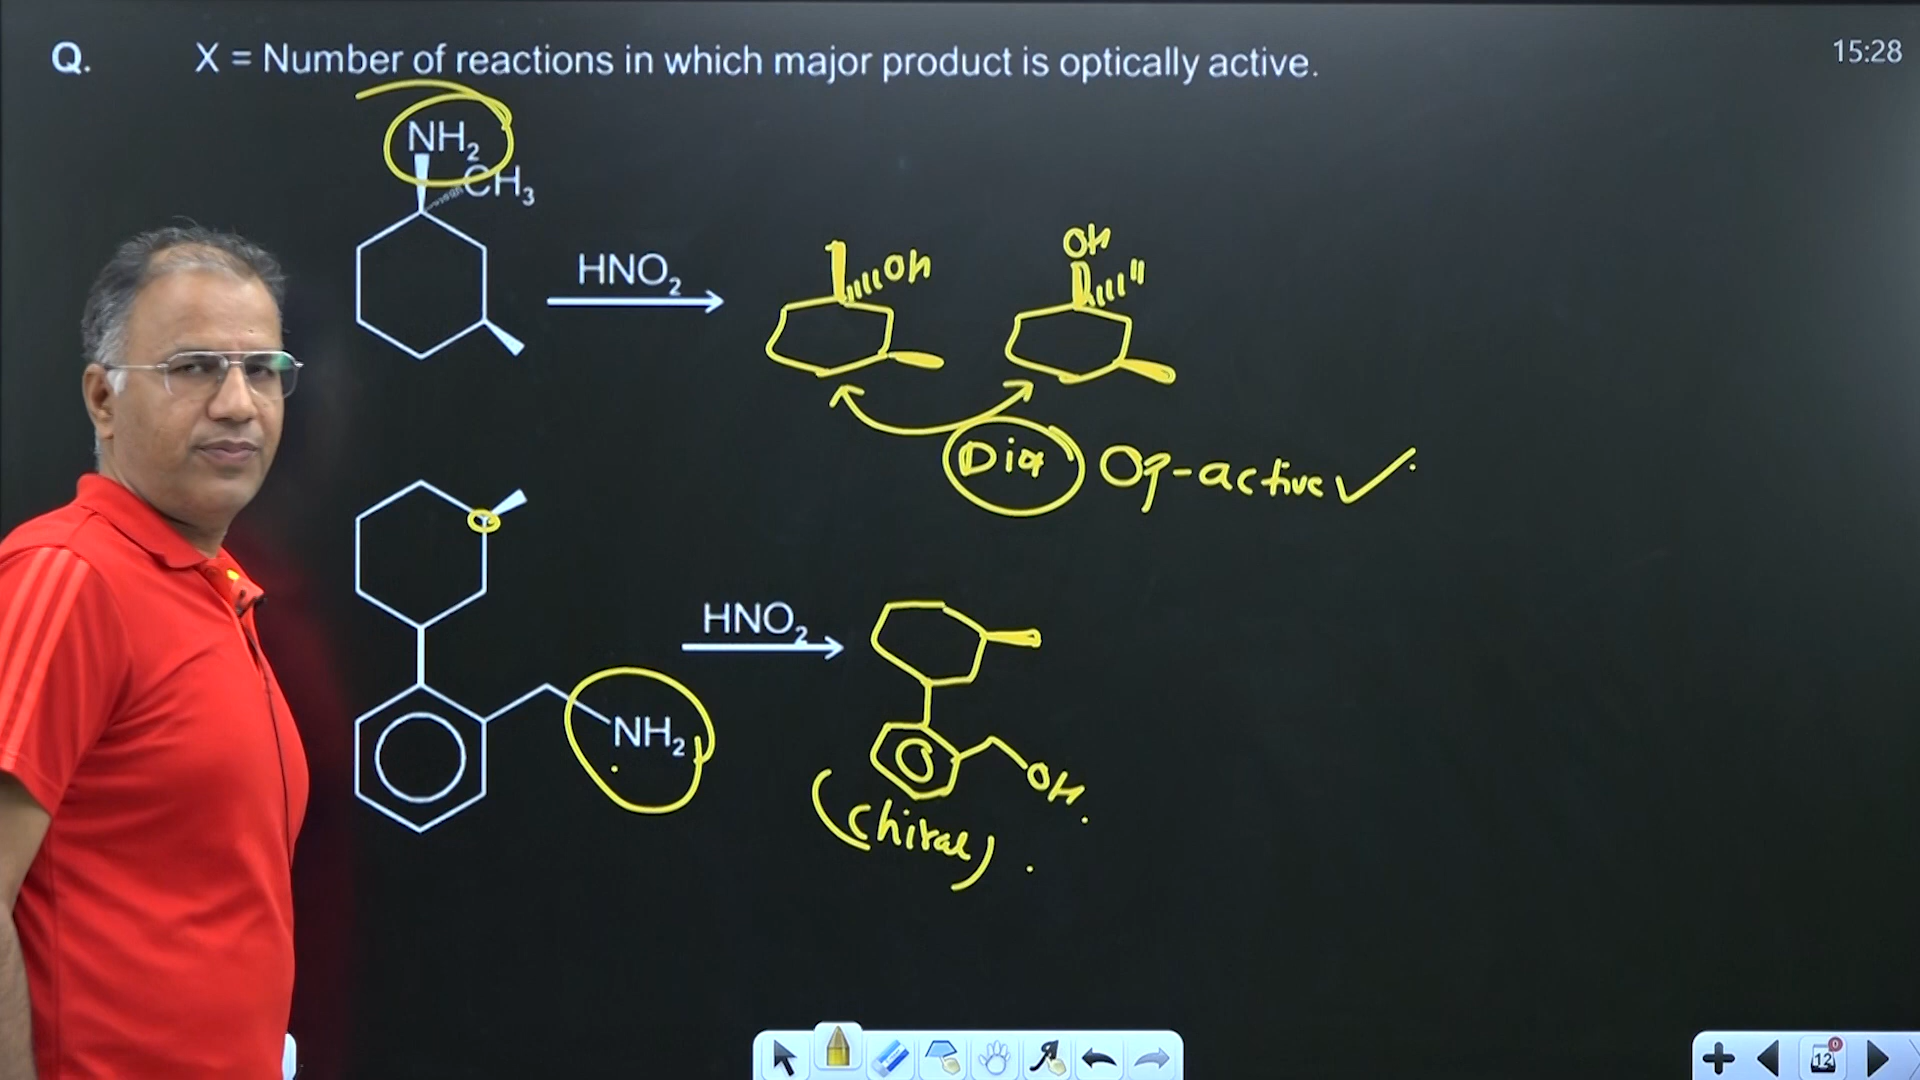 Q. X = Number of reactions in which major product is optically active.
15:28
NH2
CH3
HNO2
OH
OH
Dia
Op-active ✓
HNO2
NH2
OH
(chiral)
12
0